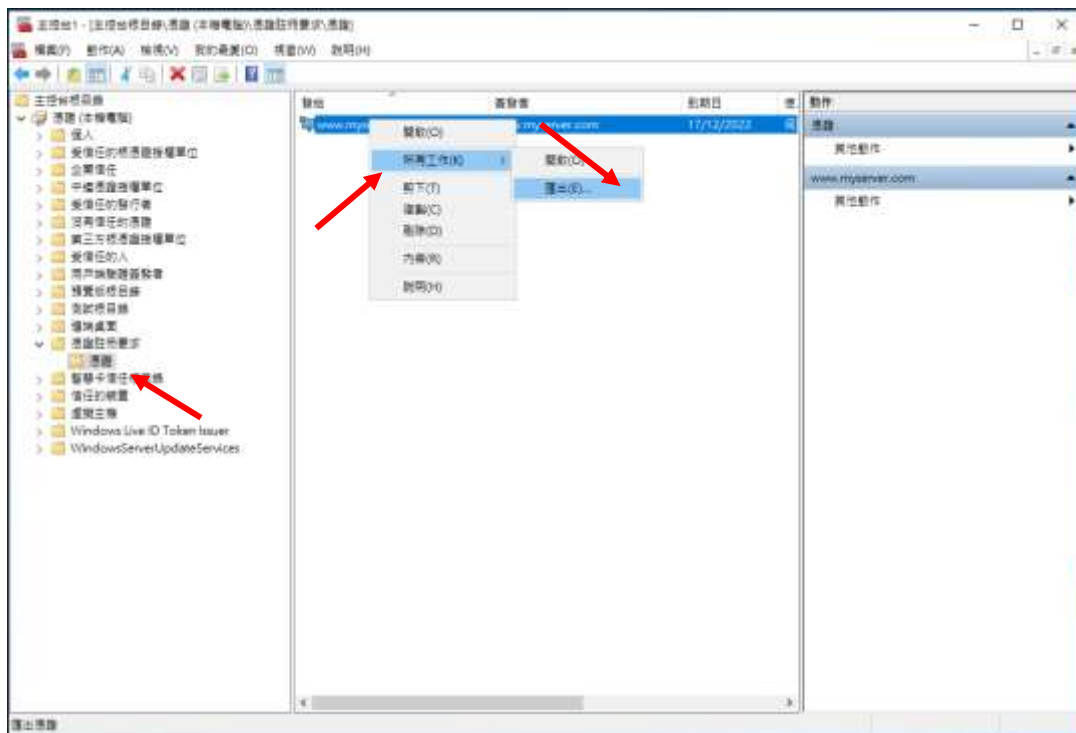 主控台1 - [主控台根目錄\憑證 (本機電腦)\憑證註冊要求\憑證]
檔案(F) 動作(A) 檢視(V) 我的最愛(O) 視窗(W) 說明(H)
主控台根目錄
憑證 (本機電腦)
個人
受信任的根憑證授權單位
企業信任
中繼憑證授權單位
受信任的發行者
沒有信任的憑證
第三方根憑證授權單位
受信任的人
用戶端驗證簽發者
預覽版根目錄
測試根目錄
遠端桌面
憑證註冊要求
憑證
智慧卡信任
信任的裝置
虛擬主機
Windows Live ID Token Issuer
WindowsServerUpdateServices
發給 簽發者 到期日
www.mys myserver.com 17/12/2022
開啟(O)
所有工作(K)
剪下(T)
複製(C)
刪除(D)
內容(R)
說明(H)
開啟(O)
匯出(E)...
動作
憑證
其他動作
www.myserver.com
其他動作
匯出憑證